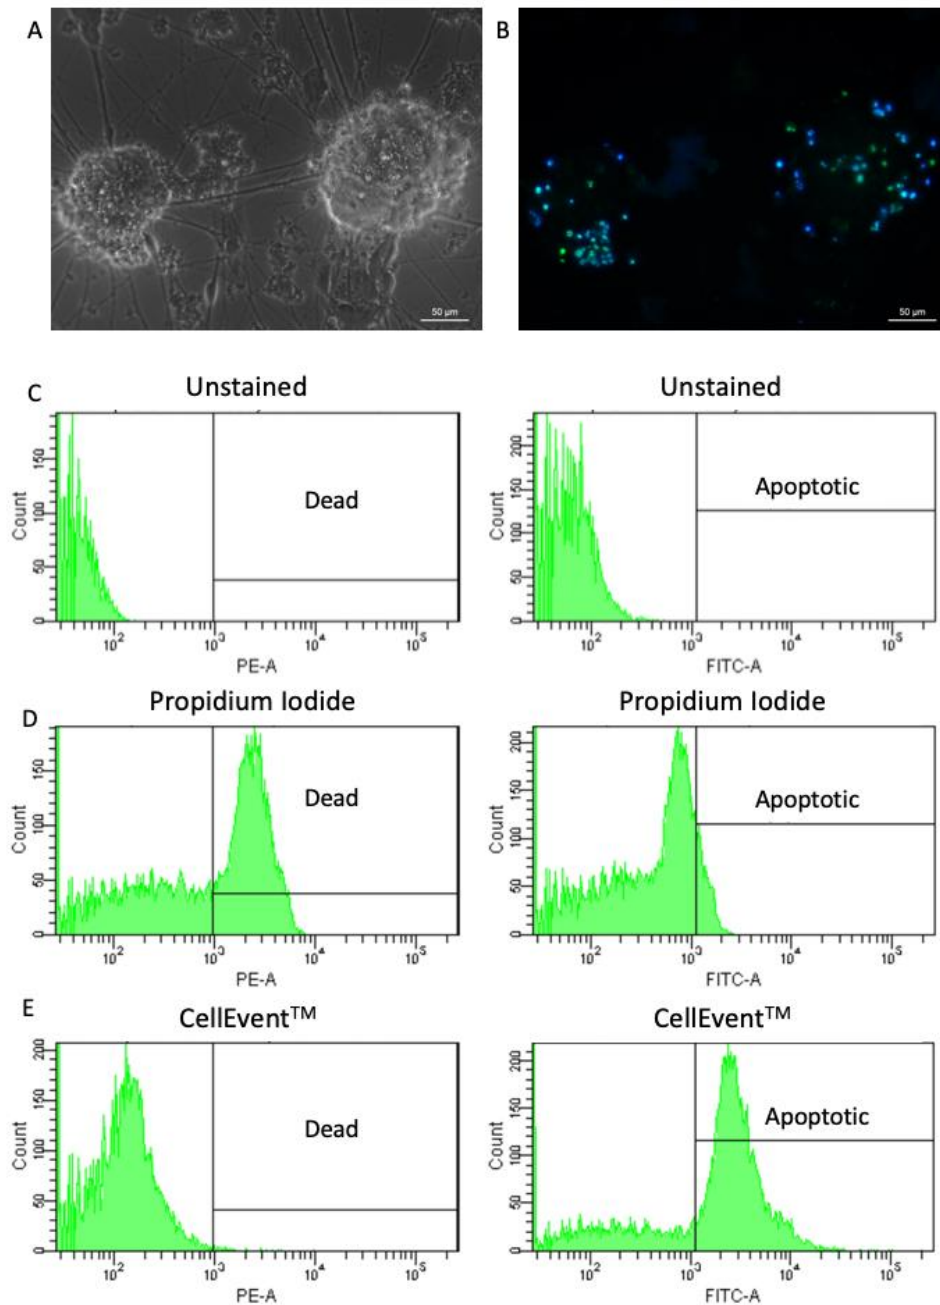 A
B
50 µm
50 µm
C
Unstained
Unstained
Count
50
100
150
Dead
10²
10³
10⁴
10⁵
PE-A
Count
0
50
100
150
200
Apoptotic
10²
10³
10⁴
10⁵
FITC-A
D
Propidium Iodide
Propidium Iodide
Count
0
50
100
150
Dead
10²
10³
10⁴
10⁵
PE-A
Count
0
50
100
150
200
Apoptotic
10²
10³
10⁴
10⁵
FITC-A
E
CellEvent™
CellEvent™
Count
0
50
100
150
200
Dead
10²
10³
10⁴
10⁵
PE-A
Count
0
50
100
150
200
Apoptotic
10²
10³
10⁴
10⁵
FITC-A